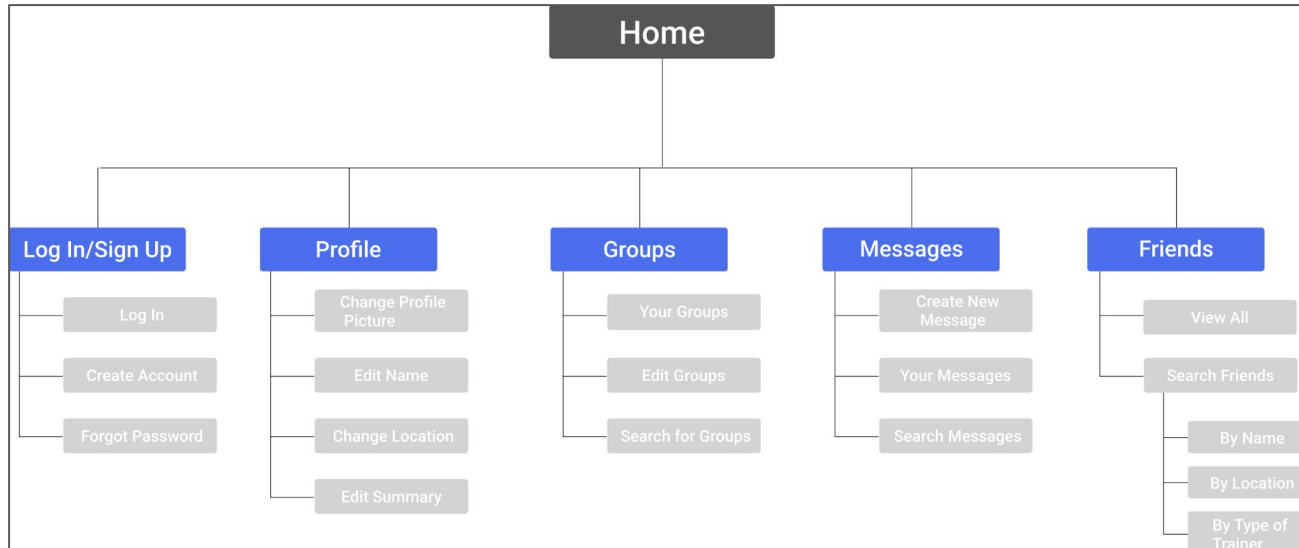 Home
Log In/Sign Up
Profile
Groups
Messages
Friends
Log In
Create Account
Forgot Password
Change Profile
Picture
Edit Name
Change Location
Edit Summary
Your Groups
Edit Groups
Search for Groups
Create New
Message
Your Messages
Search Messages
View All
Search Friends
By Name
By Location
By Type of
Trainer